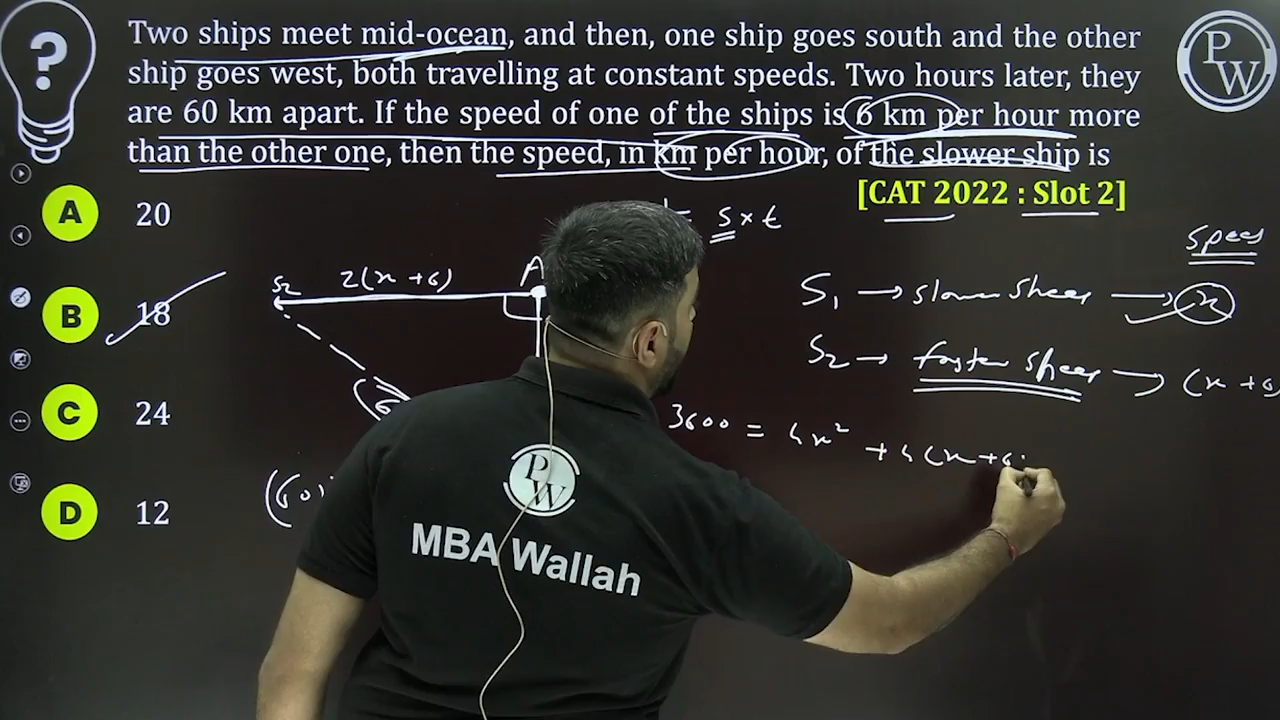 Two ships meet mid-ocean, and then, one ship goes south and the other
ship goes west, both travelling at constant speeds. Two hours later, they
are 60 km apart. If the speed of one of the ships is 6 km per hour more
than the other one, then the speed, in km per hour, of the slower ship is
[CAT 2022 : Slot 2]
?
P
W
A 20
B 18
C 24
D 12
= s × t
S2 2(x + 6) A
S1 → → x
S2 → faster → (x + 6)
3600 = 4x² + 4(x + 6
(60)
P
W
MBA Wallah